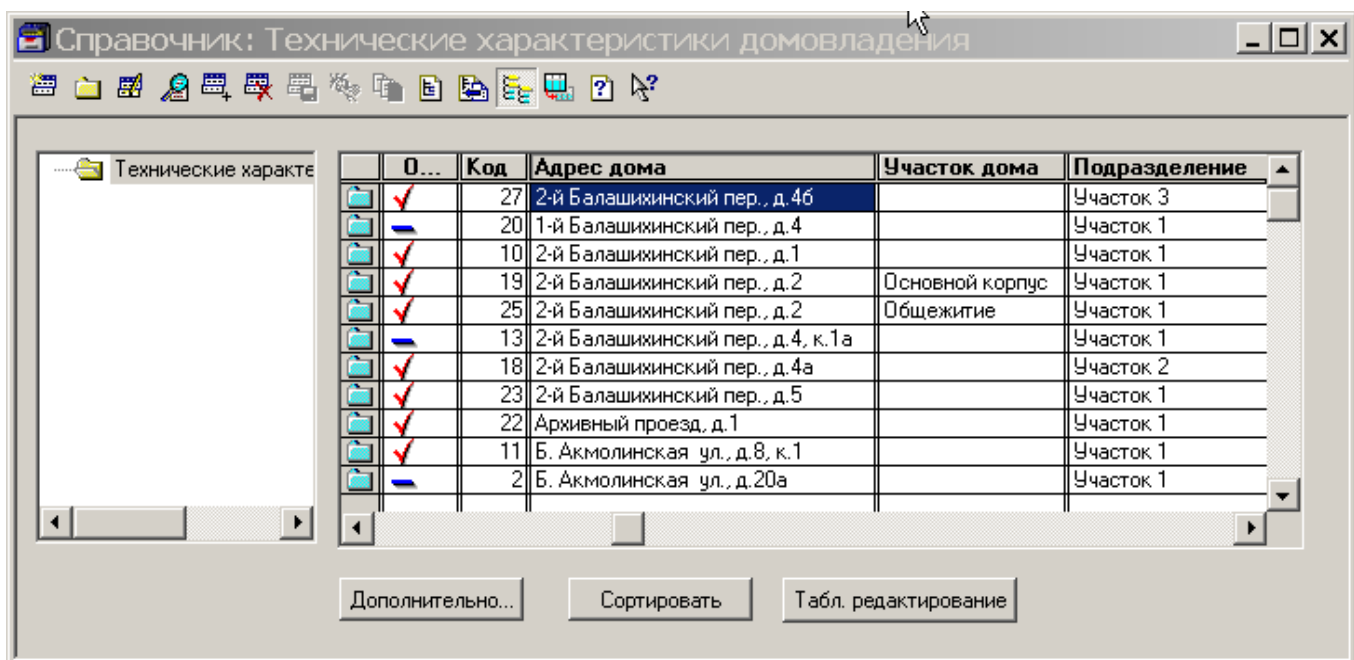 Справочник: Технические характеристики домовладения
Технические характе
О... Код Адрес дома Участок дома Подразделение
27 2-й Балашихинский пер., д.4б Участок 3
20 1-й Балашихинский пер., д.4 Участок 1
10 2-й Балашихинский пер., д.1 Участок 1
19 2-й Балашихинский пер., д.2 Основной корпус Участок 1
25 2-й Балашихинский пер., д.2 Общежитие Участок 1
13 2-й Балашихинский пер., д.4, к.1а Участок 1
18 2-й Балашихинский пер., д.4а Участок 2
23 2-й Балашихинский пер., д.5 Участок 1
22 Архивный проезд, д.1 Участок 1
11 Б. Акмолинская ул., д.8, к.1 Участок 1
2 Б. Акмолинская ул., д.20а Участок 1
Дополнительно... Сортировать Табл. редактирование